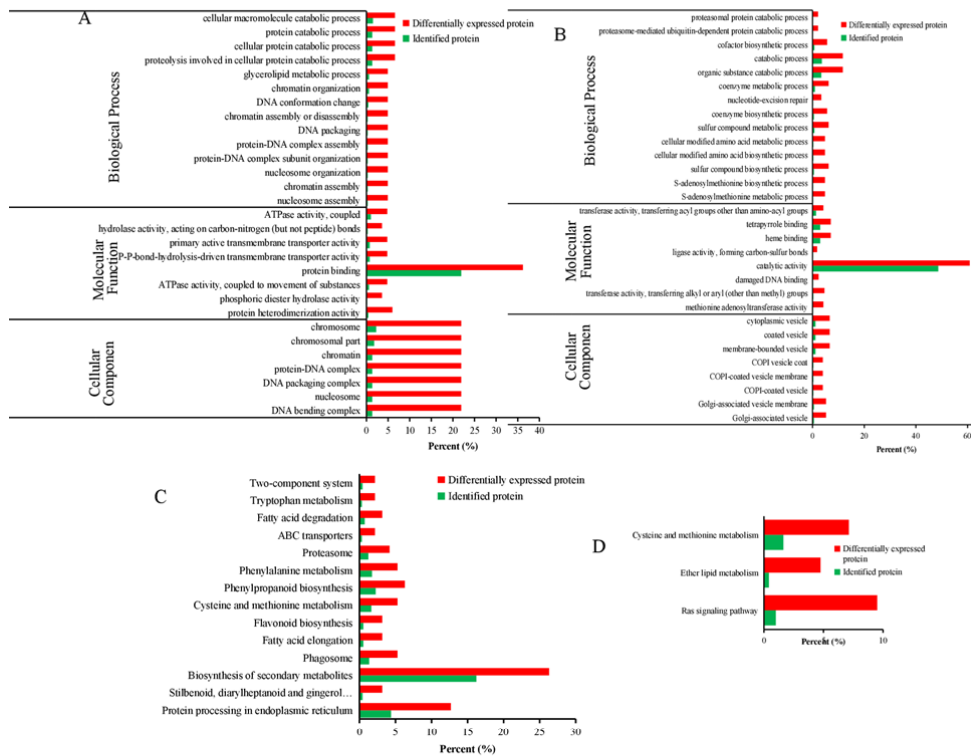 A
Biological Process
cellular macromolecule catabolic process
protein catabolic process
cellular protein catabolic process
proteolysis involved in cellular protein catabolic process
glycerolipid metabolic process
chromatin organization
DNA conformation change
chromatin assembly or disassembly
DNA packaging
protein-DNA complex assembly
protein-DNA complex subunit organization
nucleosome organization
chromatin assembly
nucleosome assembly
Molecular
Function
ATPase activity, coupled
hydrolase activity, acting on carbon-nitrogen (but not peptide) bonds
primary active transmembrane transporter activity
P-P-bond-hydrolysis-driven transmembrane transporter activity
protein binding
ATPase activity, coupled to movement of substances
phosphoric diester hydrolase activity
protein heterodimerization activity
Cellular
Componen
chromosome
chromosomal part
chromatin
protein-DNA complex
DNA packaging complex
nucleosome
DNA bending complex
Differentially expressed protein
Identified protein
0 5 10 15 20 25 30 35 40
Percent (%)
B
Biological Process
proteasomal protein catabolic process
proteasome-mediated ubiquitin-dependent protein catabolic process
cofactor biosynthetic process
catabolic process
organic substance catabolic process
coenzyme metabolic process
nucleotide-excision repair
coenzyme biosynthetic process
sulfur compound metabolic process
cellular modified amino acid metabolic process
cellular modified amino acid biosynthetic process
sulfur compound biosynthetic process
S-adenosylmethionine biosynthetic process
S-adenosylmethionine metabolic process
Molecular
Function
transferase activity, transferring acyl groups other than amino-acyl groups
tetrapyrrole binding
heme binding
ligase activity, forming carbon-sulfur bonds
catalytic activity
damaged DNA binding
transferase activity, transferring alkyl or aryl (other than methyl) groups
methionine adenosyltransferase activity
Cellular
Componen
cytoplasmic vesicle
coated vesicle
membrane-bounded vesicle
COPI vesicle coat
COPI-coated vesicle membrane
COPI-coated vesicle
Golgi-associated vesicle membrane
Golgi-associated vesicle
Differentially expressed protein
Identified protein
0 20 40 60
Percent (%)
C
Two-component system
Tryptophan metabolism
Fatty acid degradation
ABC transporters
Proteasome
Phenylalanine metabolism
Phenylpropanoid biosynthesis
Cysteine and methionine metabolism
Flavonoid biosynthesis
Fatty acid elongation
Phagosome
Biosynthesis of secondary metabolites
Stilbenoid, diarylheptanoid and gingerol…
Protein processing in endoplasmic reticulum
Differentially expressed protein
Identified protein
0 5 10 15 20 25 30
Percent (%)
D
Cysteine and methionine metabolism
Ether lipid metabolism
Ras signaling pathway
Differentially expressed
protein
Identified protein
0 10
Percent (%)